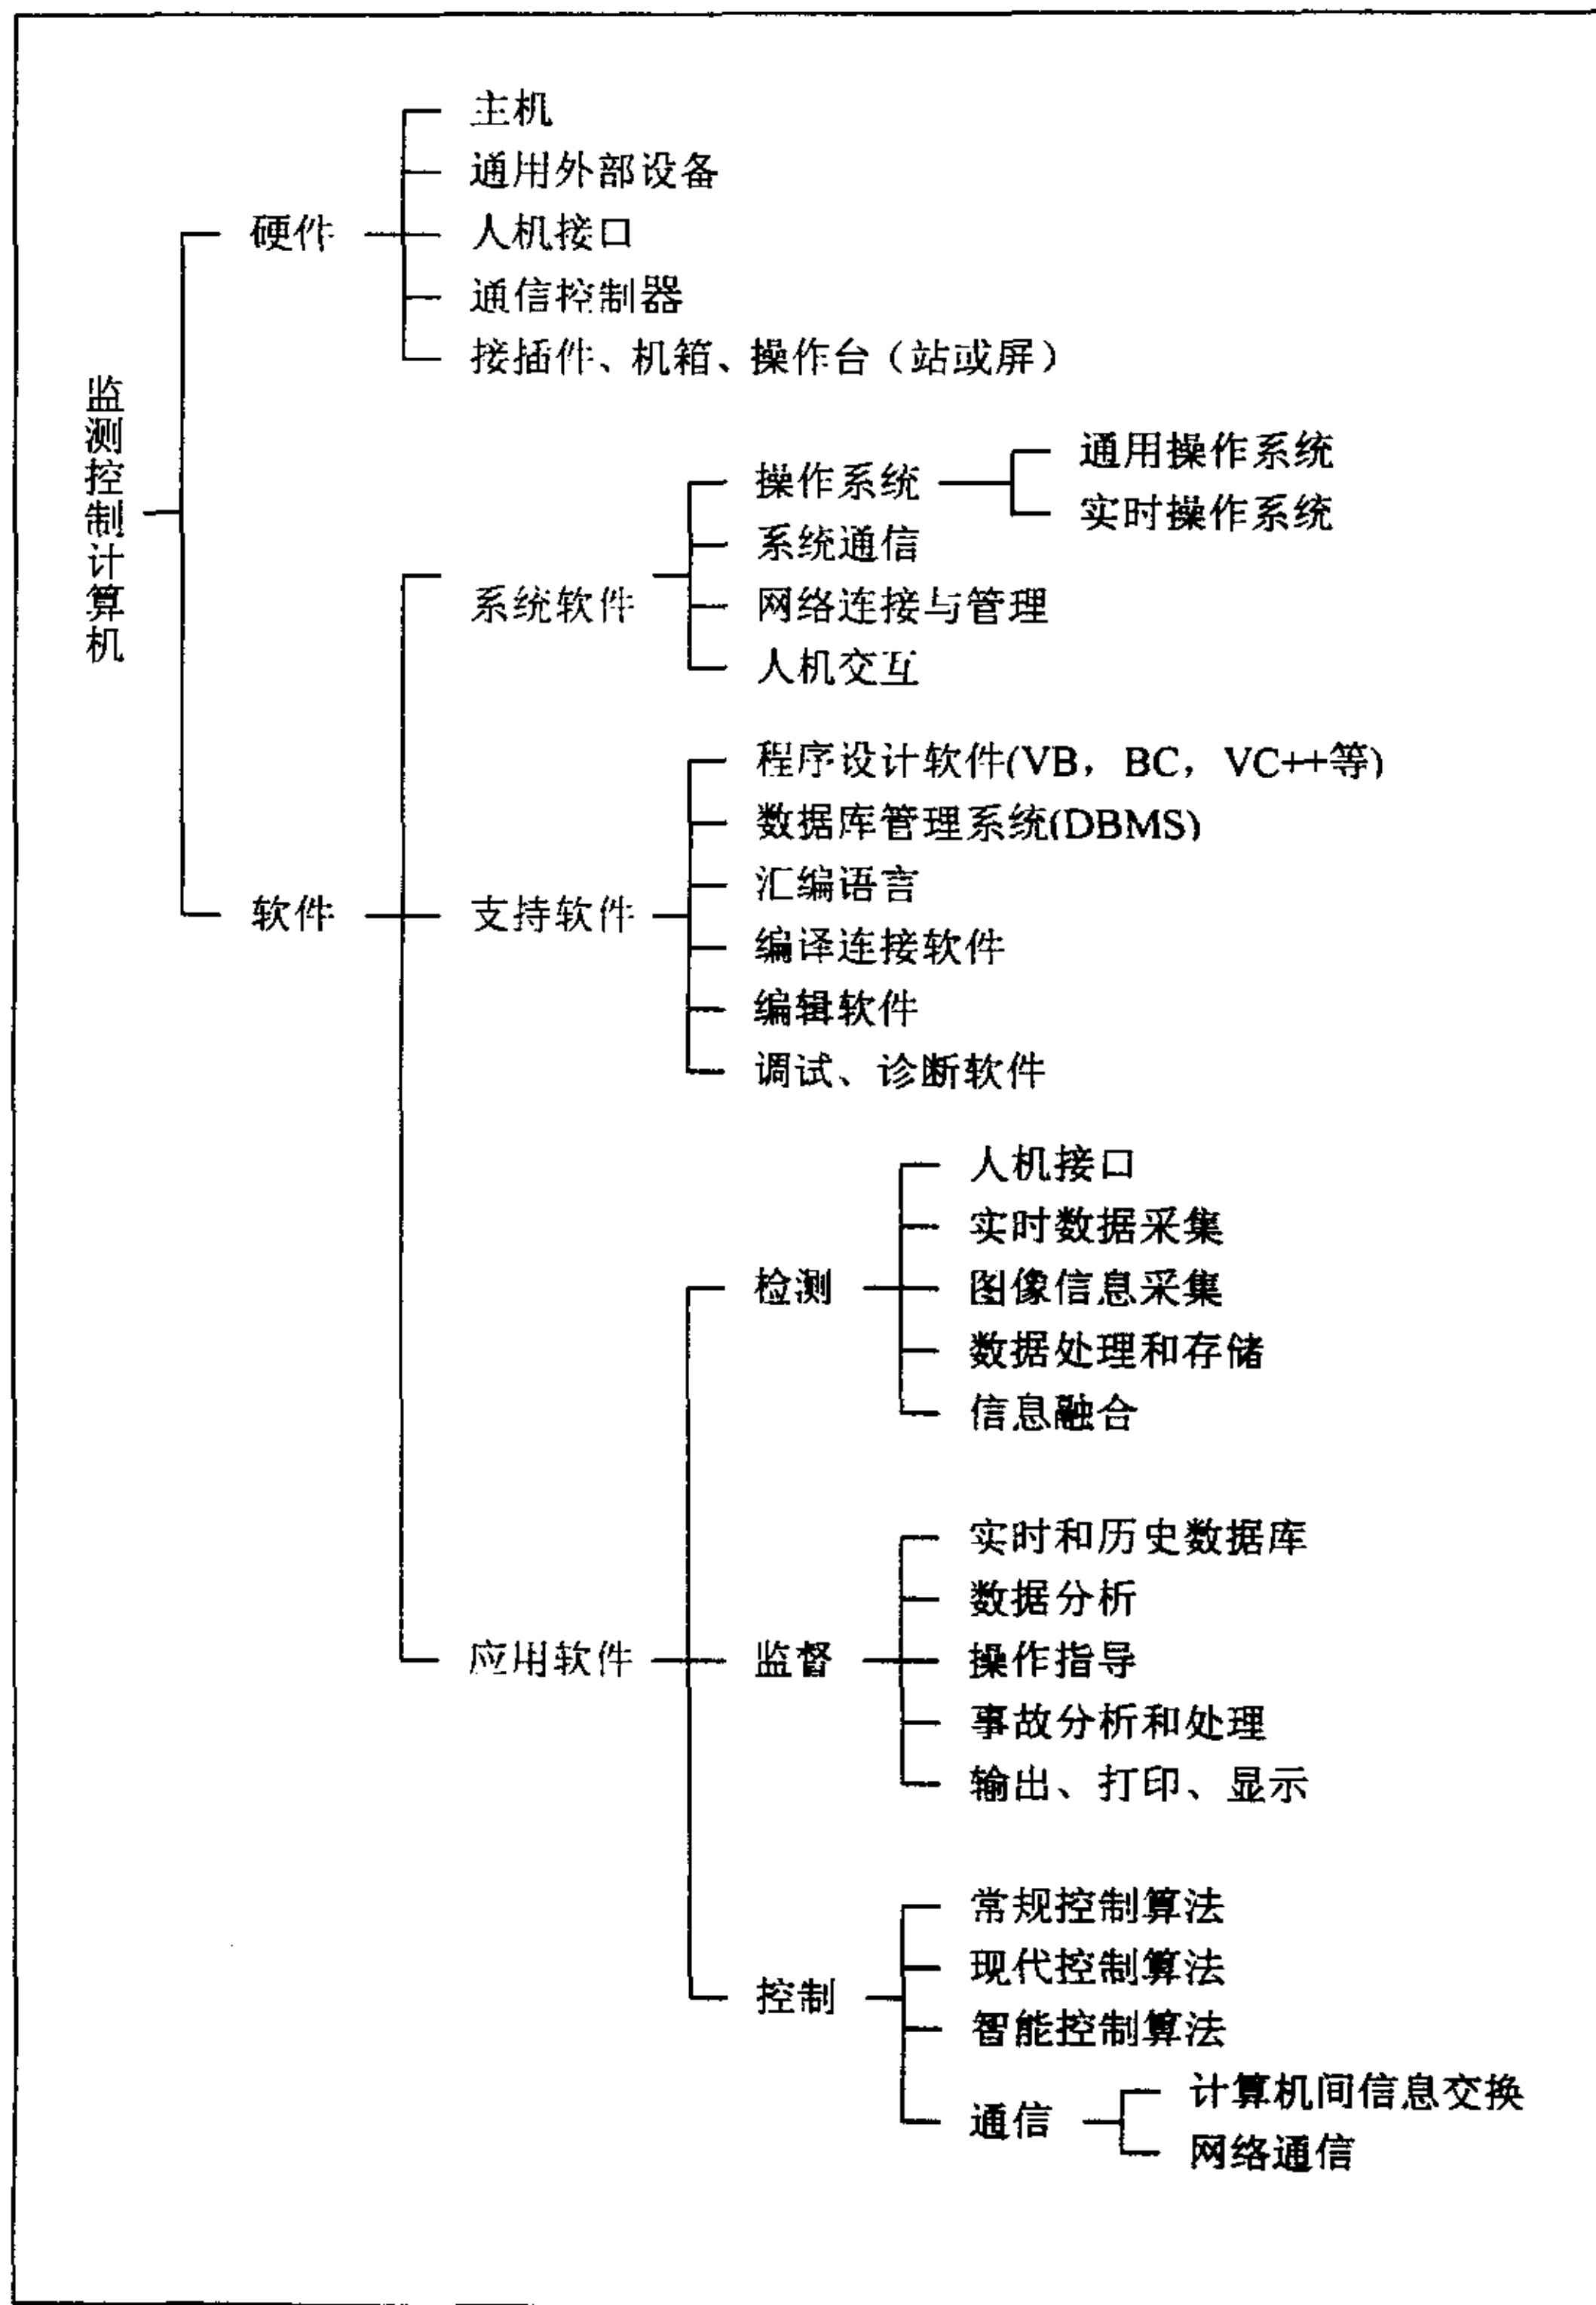 监测控制计算机
硬件
主机
通用外部设备
人机接口
通信控制器
接插件、机箱、操作台（站或屏）
软件
系统软件
操作系统
通用操作系统
实时操作系统
系统通信
网络连接与管理
人机交互
支持软件
程序设计软件(VB，BC，VC++等)
数据库管理系统(DBMS)
汇编语言
编译连接软件
编辑软件
调试、诊断软件
应用软件
检测
人机接口
实时数据采集
图像信息采集
数据处理和存储
信息融合
监督
实时和历史数据库
数据分析
操作指导
事故分析和处理
输出、打印、显示
控制
常规控制算法
现代控制算法
智能控制算法
通信
计算机间信息交换
网络通信